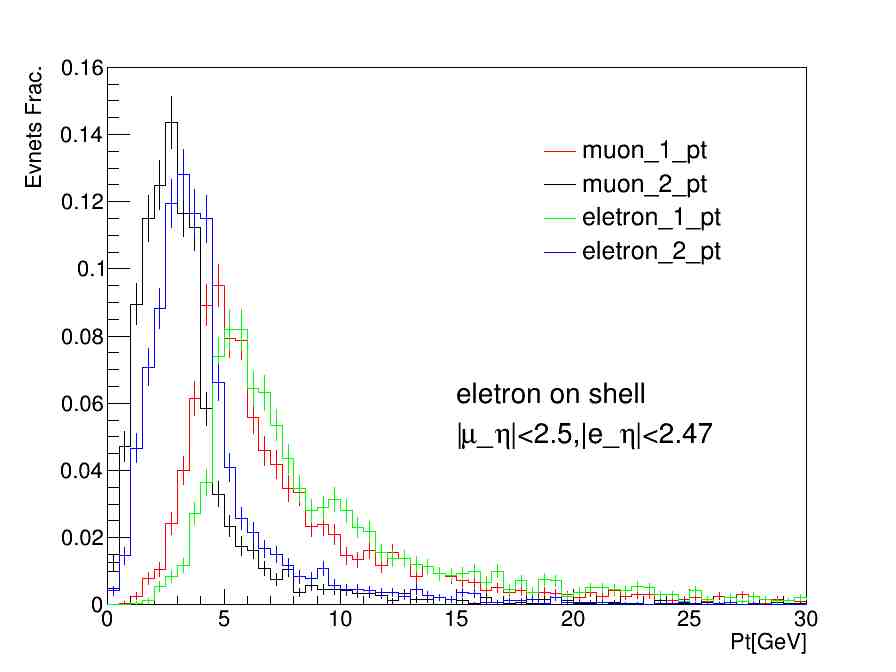 Evnets Frac.
0.16
0.14
0.12
0.1
0.08
0.06
0.04
0.02
0
muon_1_pt
muon_2_pt
eletron_1_pt
eletron_2_pt
eletron on shell
|μ_η|<2.5,|e_η|<2.47
0 5 10 15 20 25 30
Pt[GeV]